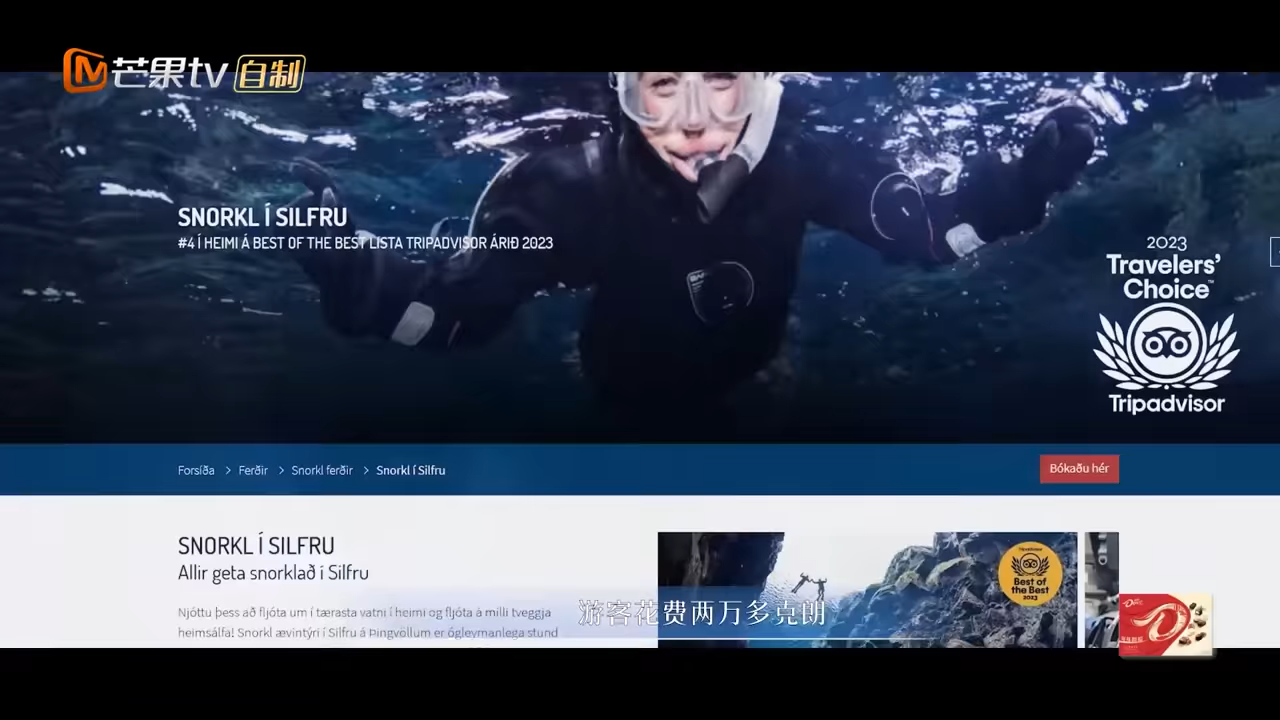 芒果tv 自制
SNORKL Í SILFRU
#4 Í HEIMI Á BEST OF THE BEST LISTA TRIPADVISOR ÁRIÐ 2023
2023
Travelers'
Choice™
Tripadvisor
Forsíða > Ferðir > Snorkl ferðir > Snorkl í Silfru
Bókaðu hér
SNORKL Í SILFRU
Allir geta snorklað í Silfru
Njóttu þess að fljóta um í tærasta vatni í heimi og fljóta á milli tveggja
heimsálfa! Snorkl ævintýri í Silfru á Þingvöllum er ógleymanlega stund
Tripadvisor
Best of
the Best
2023
游客花费两万多克朗